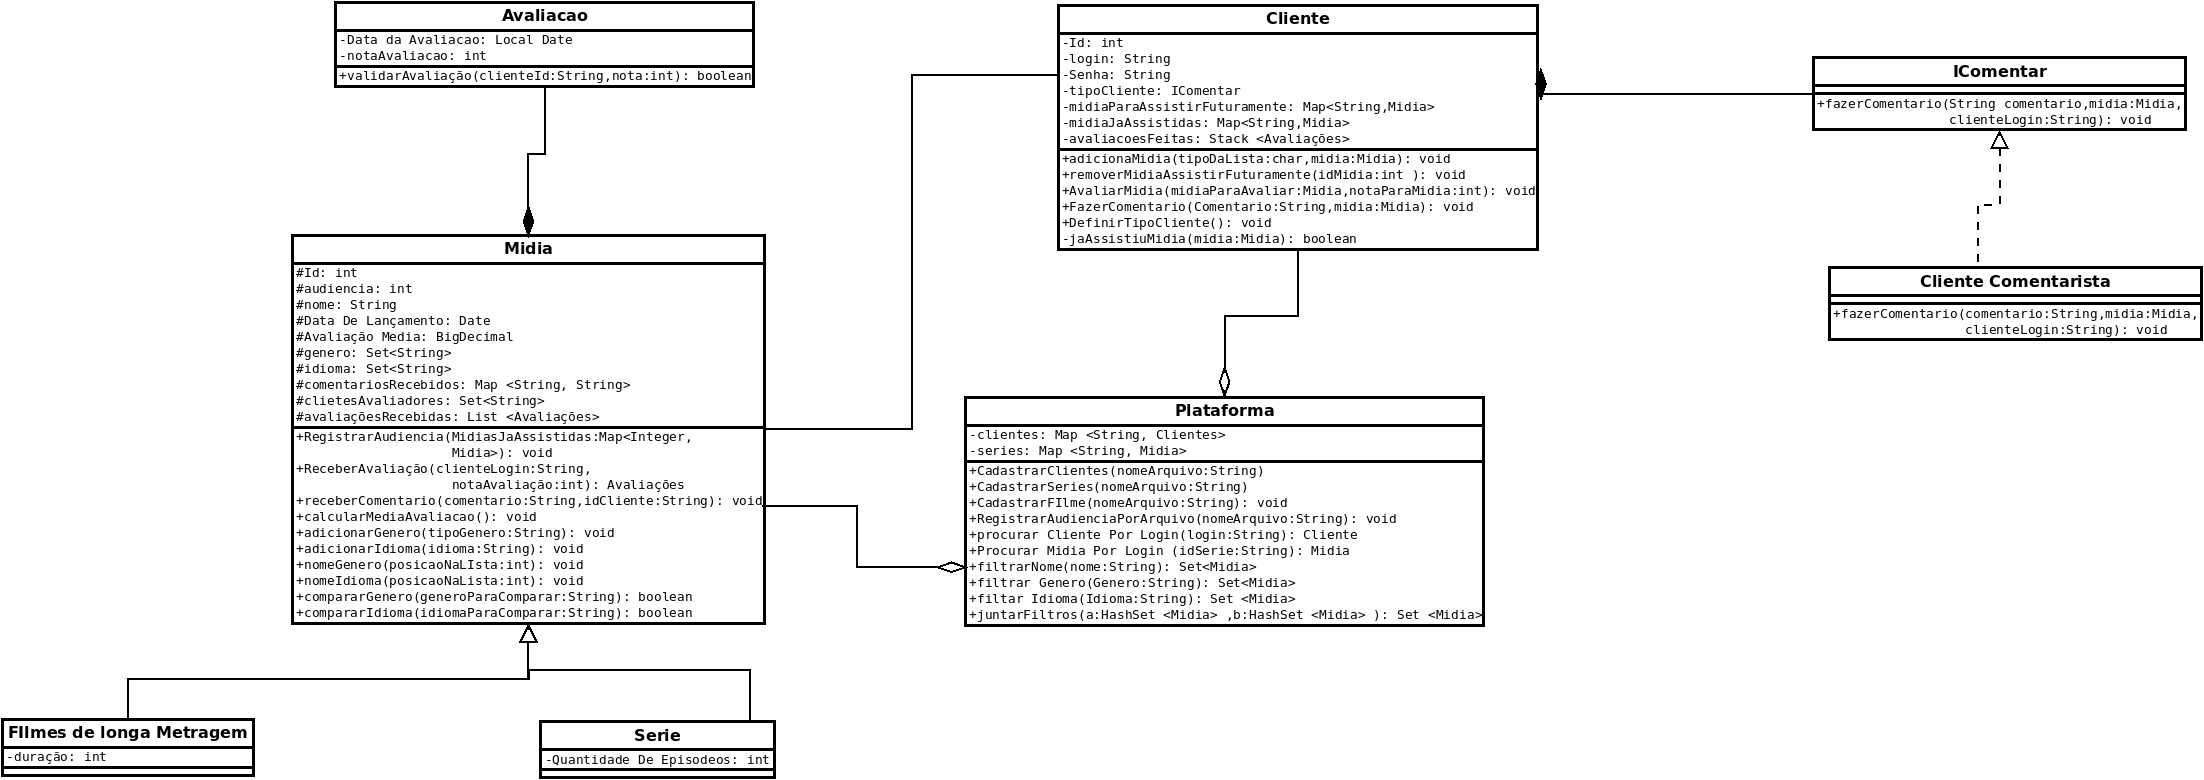 Avaliacao
-Data da Avaliacao: Local Date
-notaAvaliacao: int
+validarAvaliação(clienteId:String,nota:int): boolean
Cliente
-Id: int
-login: String
-Senha: String
-tipoCliente: IComentar
-midiaParaAssistirFuturamente: Map<String,Midia>
-midiaJaAssistidas: Map<String,Midia>
-avaliacoesFeitas: Stack <Avaliações>
+adicionaMidia(tipoDaLista:char,midia:Midia): void
+removerMidiaAssistirFuturamente(idMidia:int ): void
+AvaliarMidia(midiaParaAvaliar:Midia,notaParaMidia:int): void
+FazerComentario(Comentario:String,midia:Midia): void
+DefinirTipoCliente(): void
-jaAssistiuMidia(midia:Midia): boolean
IComentar
+fazerComentario(String comentario,midia:Midia,
clienteLogin:String): void
Cliente Comentarista
+fazerComentario(comentario:String,midia:Midia,
clienteLogin:String): void
Midia
#Id: int
#audiencia: int
#nome: String
#Data De Lançamento: Date
#Avaliação Media: BigDecimal
#genero: Set<String>
#idioma: Set<String>
#comentariosRecebidos: Map <String, String>
#clietesAvaliadores: Set<String>
#avaliaçõesRecebidas: List <Avaliações>
+RegistrarAudiencia(MidiasJaAssistidas:Map<Integer,
Midia>): void
+ReceberAvaliação(clienteLogin:String,
notaAvaliação:int): Avaliações
+receberComentario(comentario:String,idCliente:String): void
+calcularMediaAvaliacao(): void
+adicionarGenero(tipoGenero:String): void
+adicionarIdioma(idioma:String): void
+nomeGenero(posicaoNaLIsta:int): void
+nomeIdioma(posicaoNaLista:int): void
+compararGenero(generoParaComparar:String): boolean
+compararIdioma(idiomaParaComparar:String): boolean
Plataforma
-clientes: Map <String, Clientes>
-series: Map <String, Midia>
+CadastrarClientes(nomeArquivo:String)
+CadastrarSeries(nomeArquivo:String)
+CadastrarFIlme(nomeArquivo:String): void
+RegistrarAudienciaPorArquivo(nomeArquivo:String): void
+procurar Cliente Por Login(login:String): Cliente
+Procurar Midia Por Login (idSerie:String): Midia
+filtrarNome(nome:String): Set<Midia>
+filtrar Genero(Genero:String): Set<Midia>
+filtar Idioma(Idioma:String): Set <Midia>
+juntarFiltros(a:HashSet <Midia> ,b:HashSet <Midia> ): Set <Midia>
FIlmes de longa Metragem
-duração: int
Serie
-Quantidade De Episodeos: int